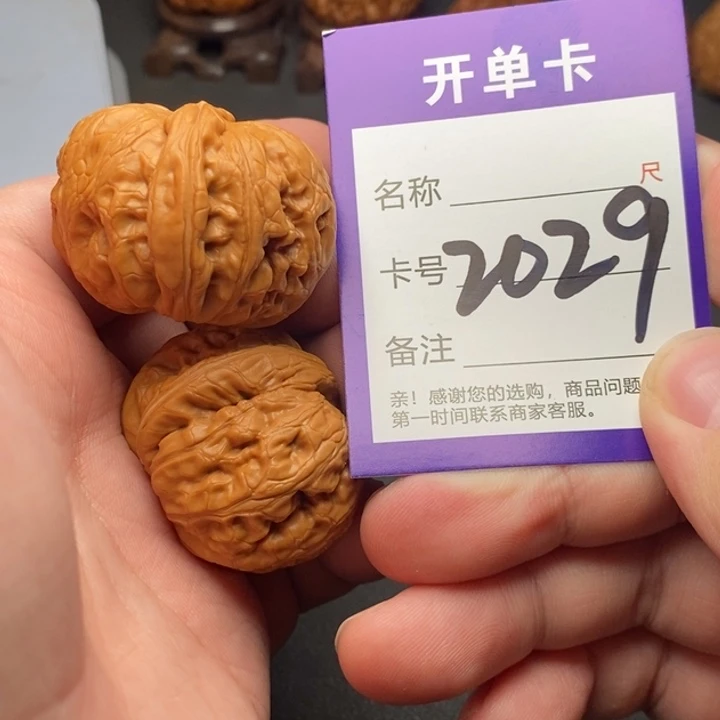 开单卡
名称 尺
卡号 2029
备注
亲！感谢您的选购，商品问题
第一时间联系商家客服。